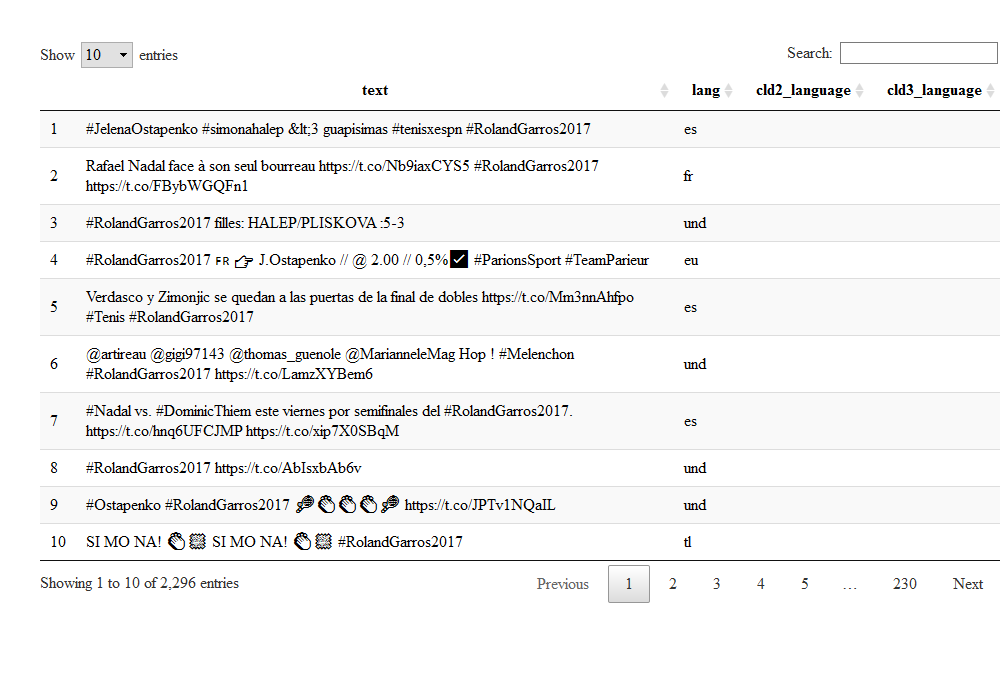 Show 10 entries
Search:
text lang cld2_language cld3_language
1 #JelenaOstapenko #simonahalep &lt;3 guapisimas #tenisxespn #RolandGarros2017 es
2 Rafael Nadal face à son seul bourreau https://t.co/Nb9iaxCYS5 #RolandGarros2017 fr
https://t.co/FBybWGQFn1
3 #RolandGarros2017 filles: HALEP/PLISKOVA :5-3 und
4 #RolandGarros2017 FR 👉 J.Ostapenko // @ 2.00 // 0,5%✅ #ParionsSport #TeamParieur eu
5 Verdasco y Zimonjic se quedan a las puertas de la final de dobles https://t.co/Mm3nnAhfpo es
#Tenis #RolandGarros2017
6 @artireau @gigi97143 @thomas_guenole @MarianneleMag Hop ! #Melenchon und
#RolandGarros2017 https://t.co/LamzXYBem6
7 #Nadal vs. #DominicThiem este viernes por semifinales del #RolandGarros2017. es
https://t.co/hnq6UFCJMP https://t.co/xip7X0SBqM
8 #RolandGarros2017 https://t.co/AbIsxbAb6v und
9 #Ostapenko #RolandGarros2017 🎾👏👏👏🎾 https://t.co/JPTv1NQaIL und
10 SI MO NA! 👏🏻 SI MO NA! 👏🏻 #RolandGarros2017 tl
Showing 1 to 10 of 2,296 entries
Previous 1 2 3 4 5 … 230 Next